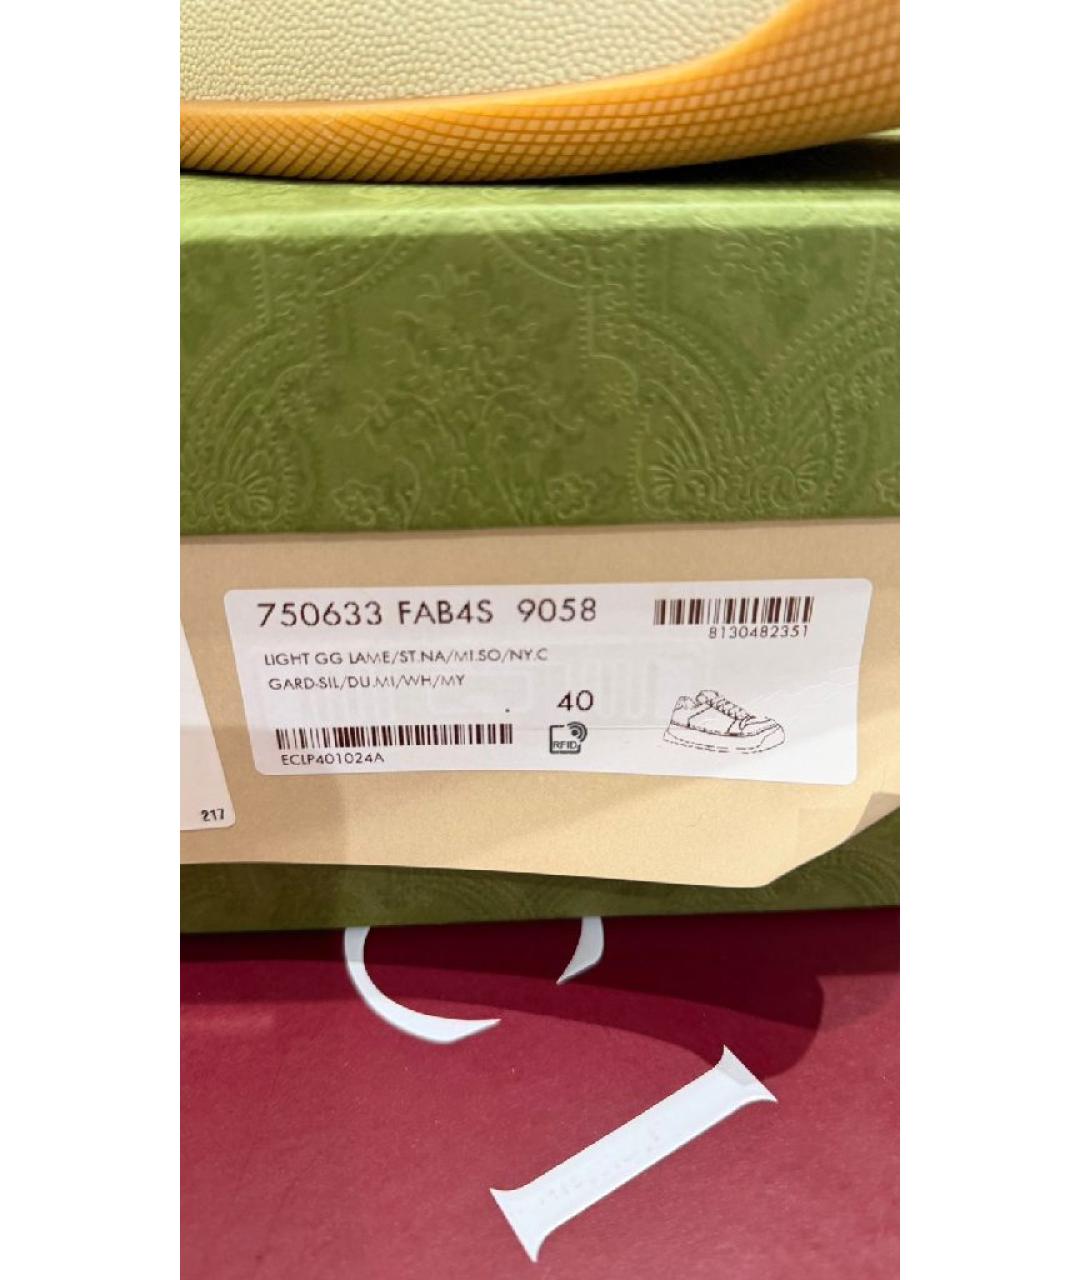 750633 FAB4S 9058
8130482351
LIGHT GG LAME/ST.NA/MI.SO/NY.C
GARD-SIL/DU.MI/WH/MY
40
RFID
ECLP401024A
217
C
I